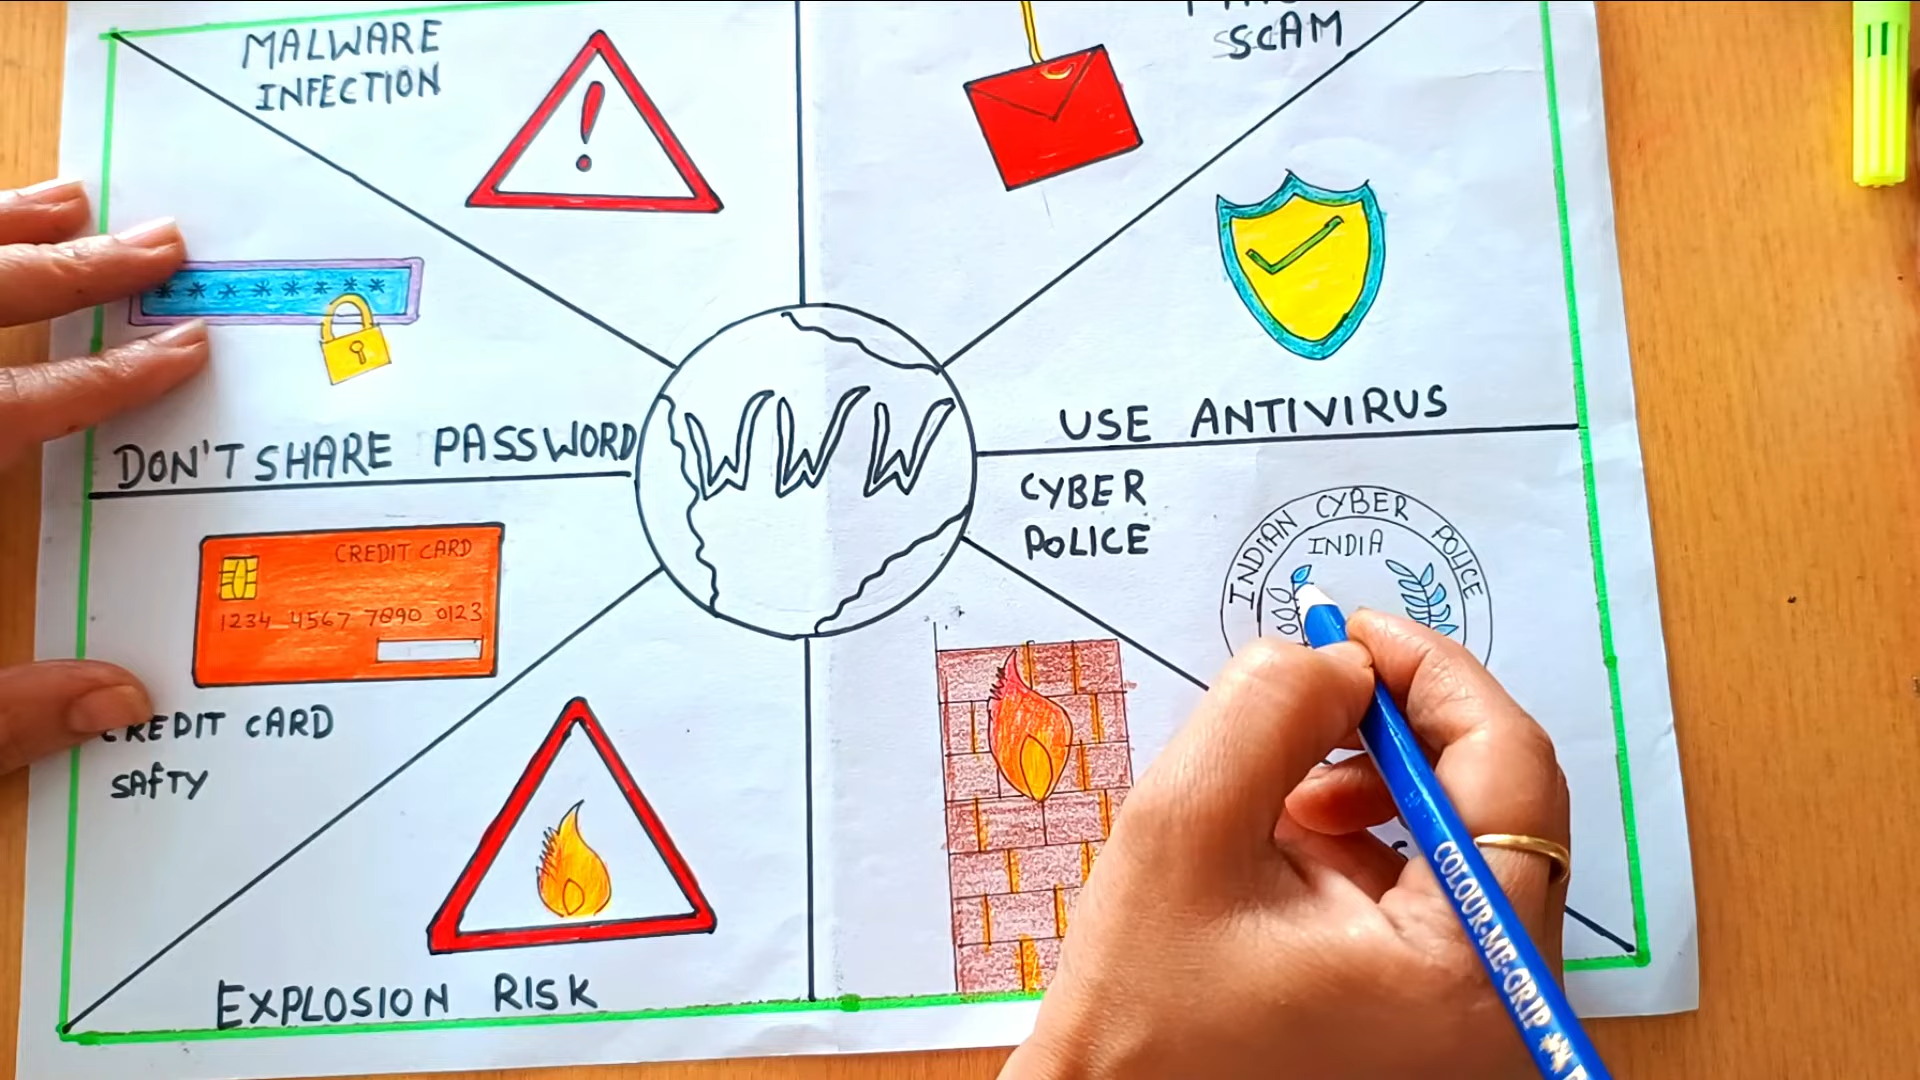 MALWARE
INFECTION
SCAM
* * * * * * * *
DON'T SHARE PASSWORD
WWW
USE ANTIVIRUS
CYBER
POLICE
INDIAN CYBER POLICE
INDIA
CREDIT CARD
1234 4567 7890 0123
CREDIT CARD
SAfTY
EXPLOSION RISK
COLOUR-ME-GRIP